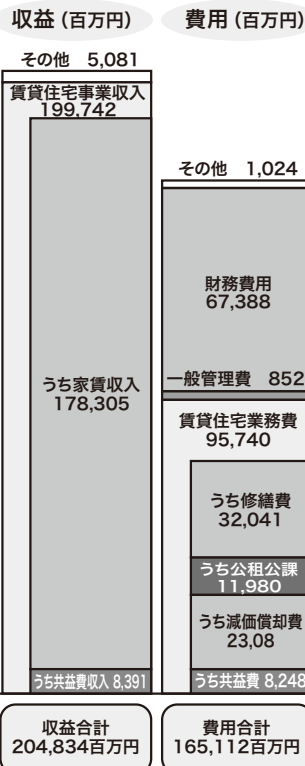 収益(百万円)
その他 5,081
賃貸住宅事業収入
199,742
うち家賃収入
178,305
うち共益費収入 8,391
収益合計
204,834百万円
費用(百万円)
その他 1,024
財務費用
67,388
一般管理費 852
賃貸住宅業務費
95,740
うち修繕費
32,041
うち公租公課
11,980
うち減価償却費
23,08
うち共益費 8,248
費用合計
165,112百万円